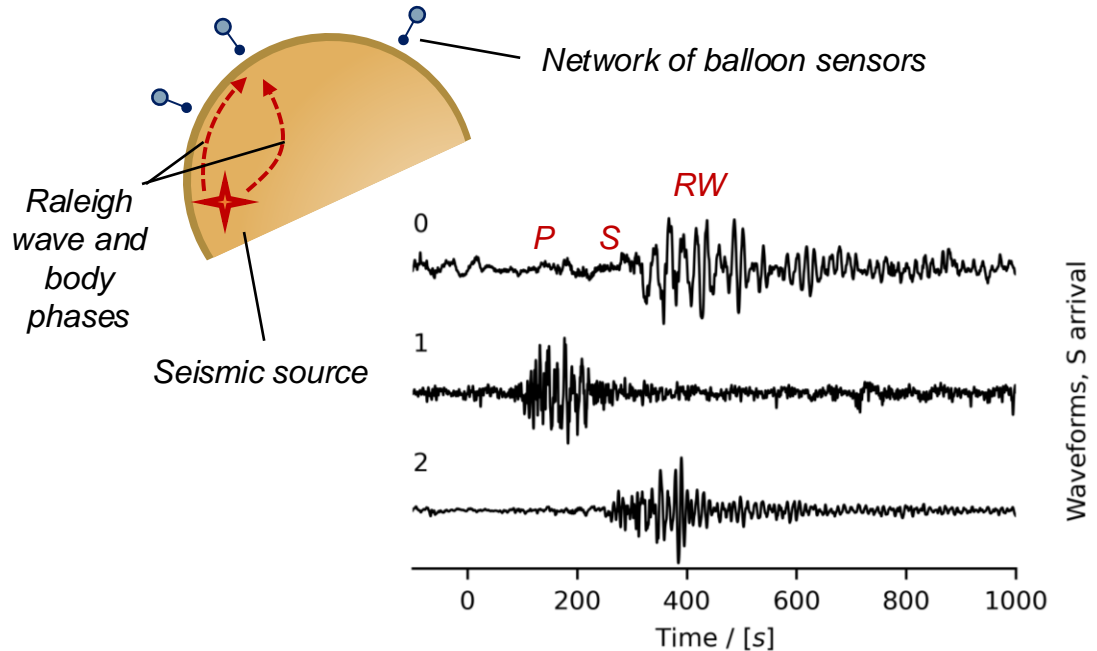 Network of balloon sensors
Raleigh
wave and
body
phases
Seismic source
RW
P
S
0
1
2
Waveforms, S arrival
0
200
400
600
800
1000
Time / [s]